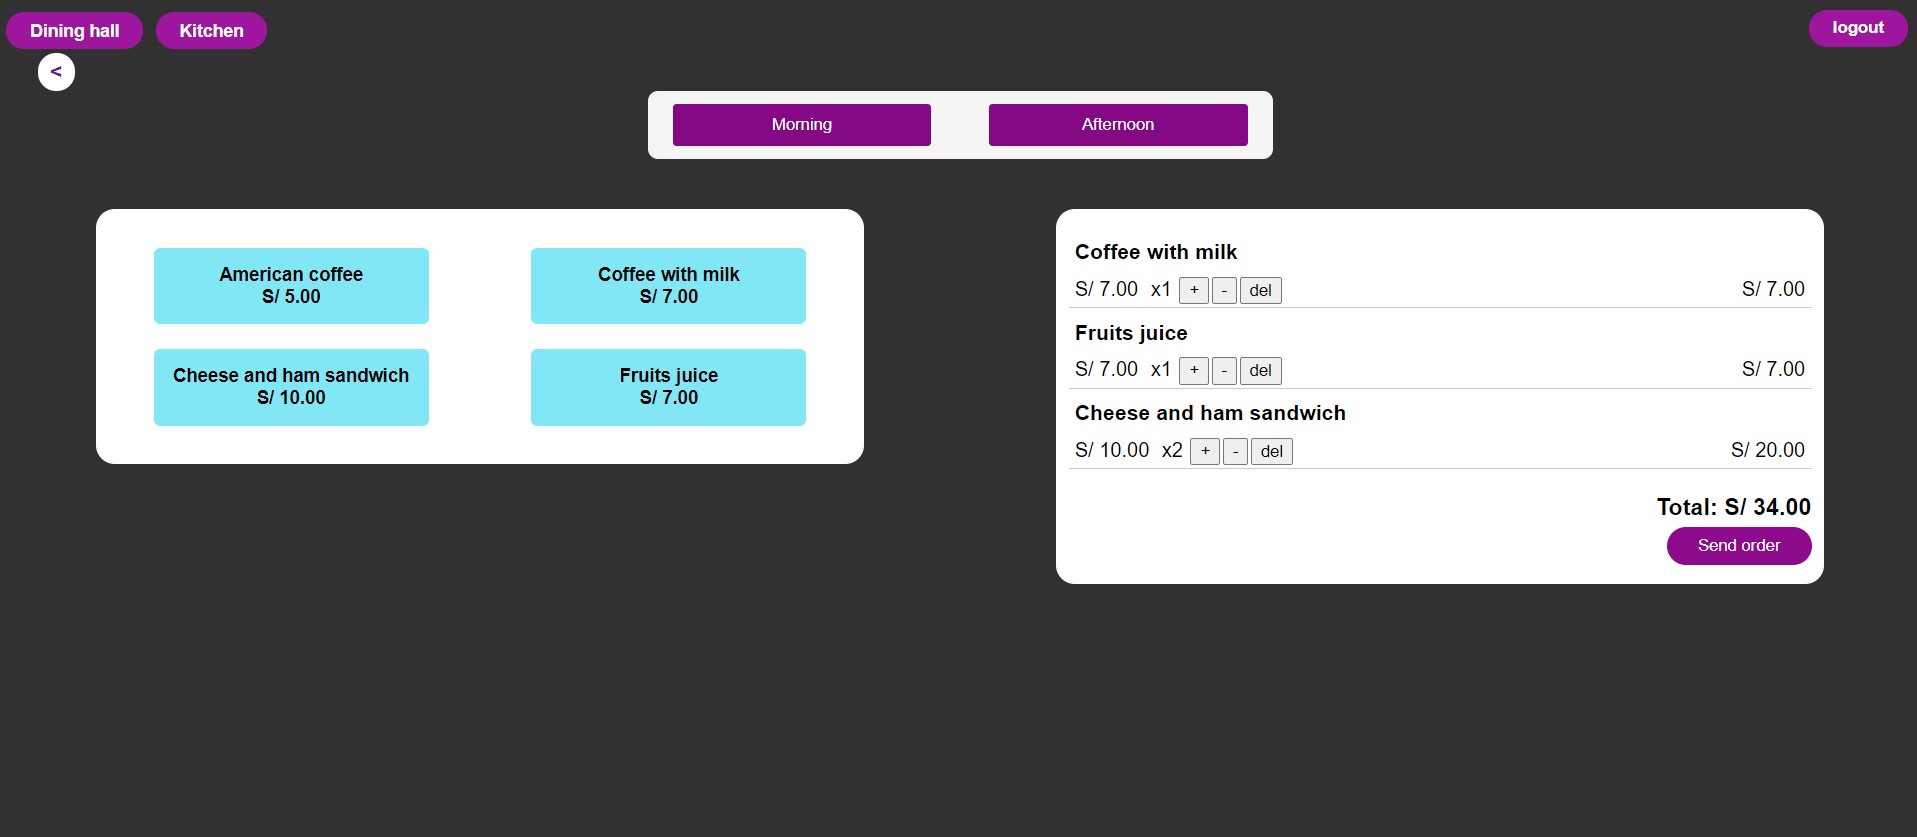 Dining hall Kitchen logout
<
Morning Afternoon
American coffee
S/ 5.00
Coffee with milk
S/ 7.00
Cheese and ham sandwich
S/ 10.00
Fruits juice
S/ 7.00
Coffee with milk
S/ 7.00 x1 + - del S/ 7.00
Fruits juice
S/ 7.00 x1 + - del S/ 7.00
Cheese and ham sandwich
S/ 10.00 x2 + - del S/ 20.00
Total: S/ 34.00
Send order